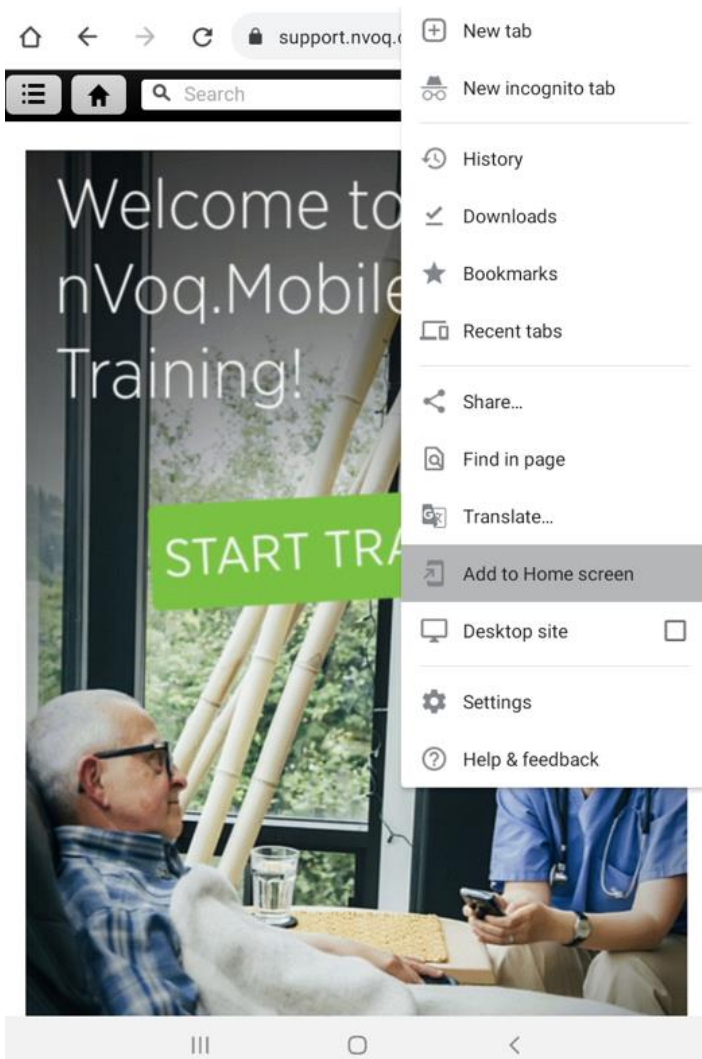 support.nvoq.
Search
Welcome to
nVoq.Mobile
Training!
START TRA
New tab
New incognito tab
History
Downloads
Bookmarks
Recent tabs
Share...
Find in page
Translate...
Add to Home screen
Desktop site
Settings
Help & feedback